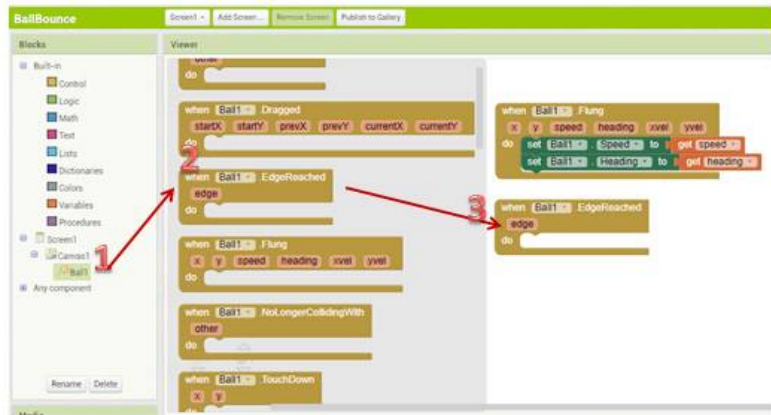 BallBounce
Screen1 Add Screen... Remove Screen Publish to Gallery
Blocks
Viewer
Built-in
Control
Logic
Math
Text
Lists
Dictionaries
Colors
Variables
Procedures
Screen1
Canvas1
Ball1
Any component
Rename Delete
Media
1
other
do
when Ball1 .Dragged
startX startY prevX prevY currentX currentY
do
2
when Ball1 .EdgeReached
edge
do
when Ball1 .Flung
x y speed heading xvel yvel
do
when Ball1 .NoLongerCollidingWith
other
do
when Ball1 .TouchDown
x y
do
when Ball1 .Flung
x y speed heading xvel yvel
do set Ball1 . Speed to get speed
set Ball1 . Heading to get heading
3
when Ball1 .EdgeReached
edge
do